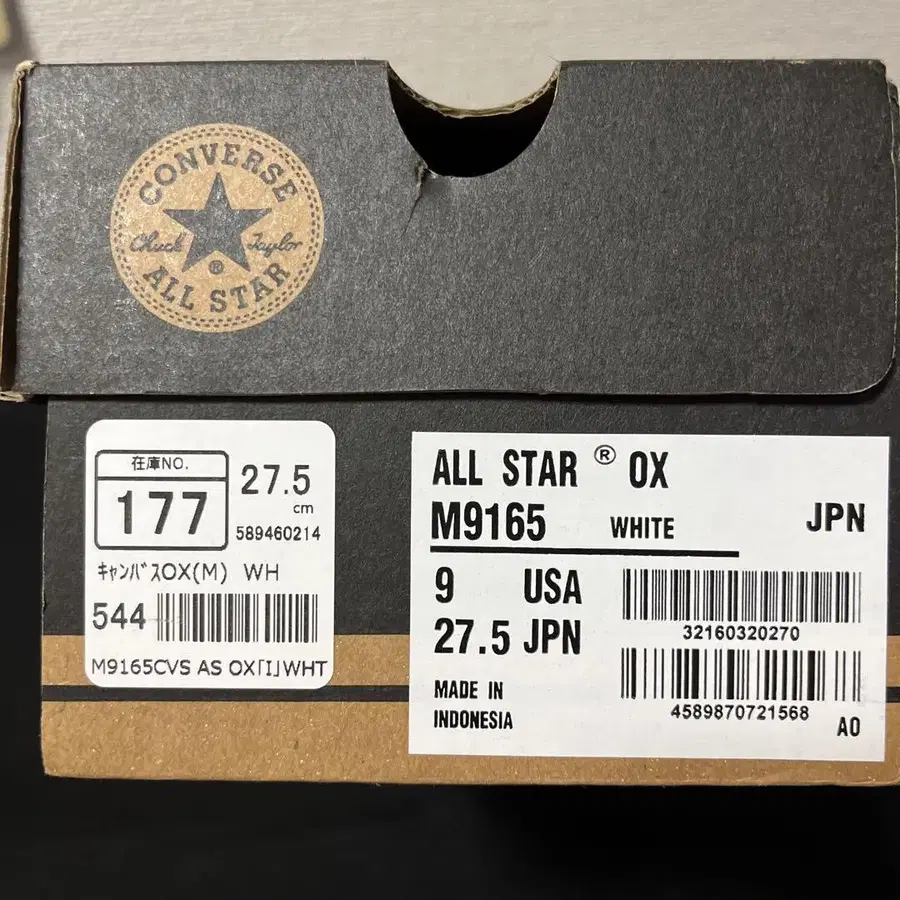 CONVERSE
Chuck Taylor
®
ALL STAR
在庫NO.
177
27.5
cm
589460214
ｷｬﾝﾊﾞｽOX(M) WH
544
M9165CVS AS OX｢I｣WHT
ALL STAR ® OX
M9165 WHITE JPN
9 USA
27.5 JPN
32160320270
4589870721568
MADE IN
INDONESIA
A0